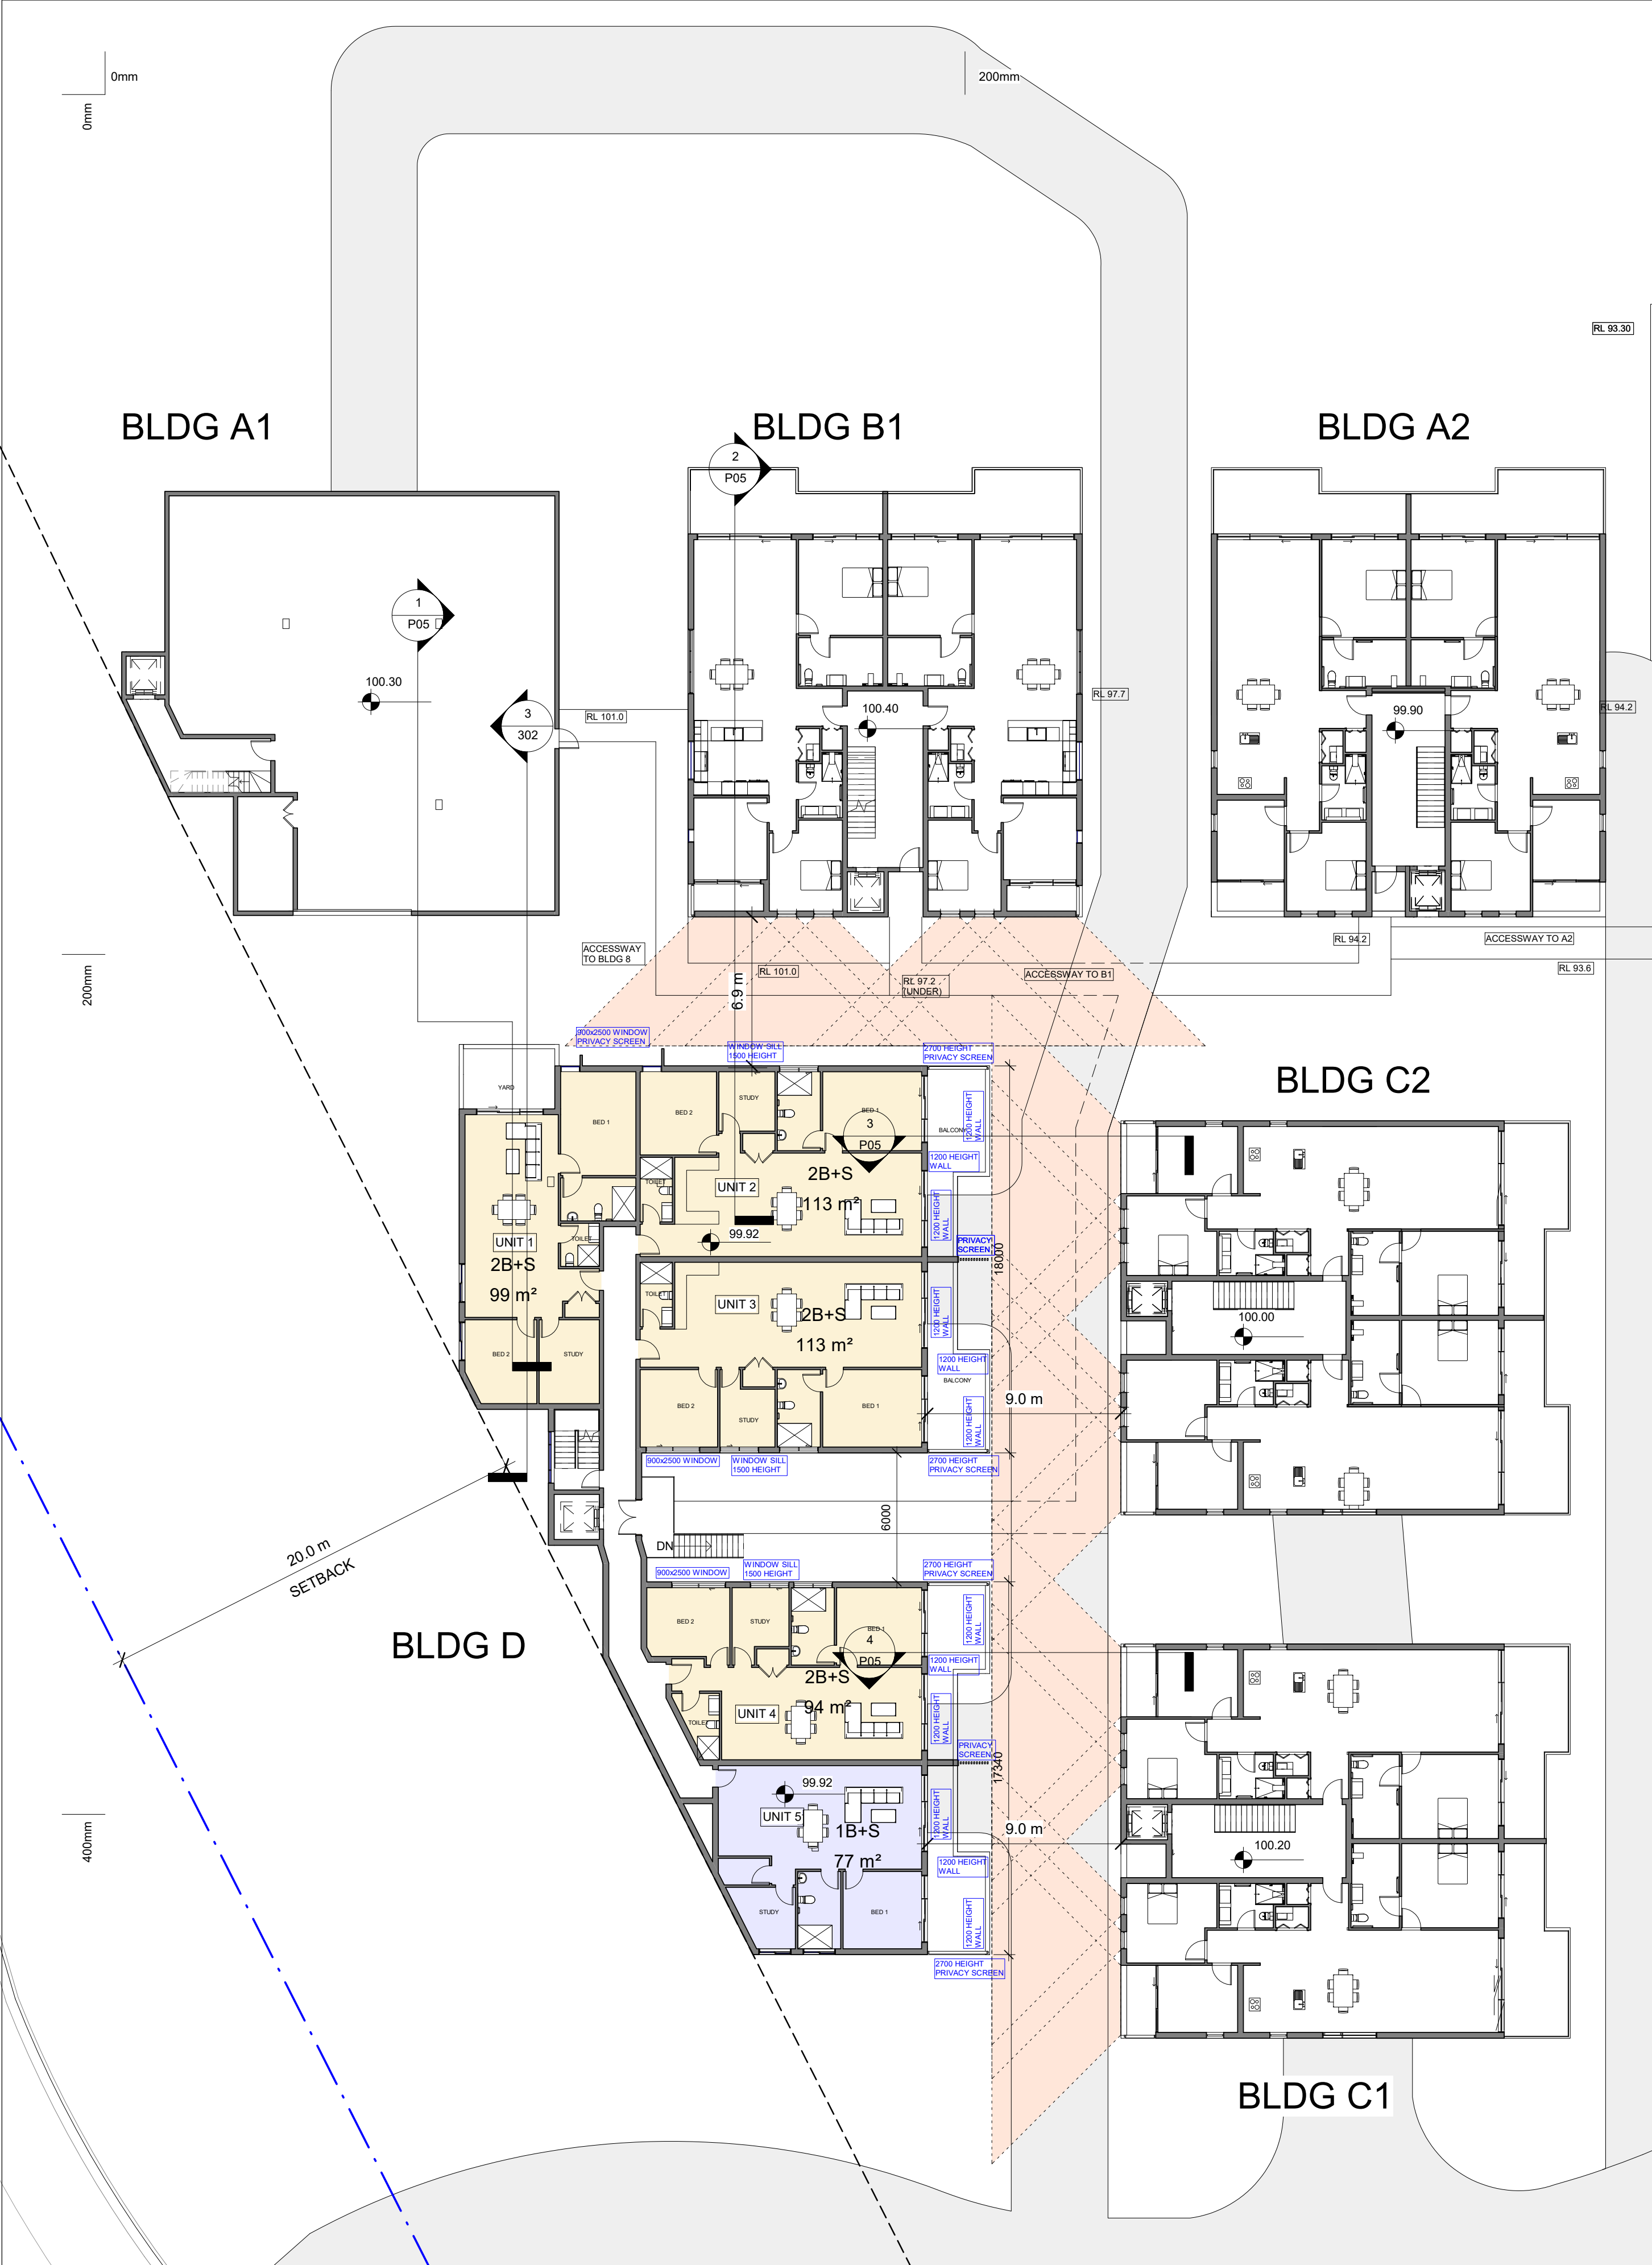 0mm
0mm
200mm
RL 93.30
BLDG A1
BLDG B1
BLDG A2
2
P05
1
P05
100.30
3
302
RL 101.0
100.40
RL 97.7
99.90
RL 94.2
ACCESSWAY
TO BLDG 8
RL 101.0
RL 97.2
(UNDER)
ACCESSWAY TO B1
RL 94.2
ACCESSWAY TO A2
RL 93.6
200mm
6.9 m
900x2500 WINDOW
PRIVACY SCREEN
WINDOW SILL
1500 HEIGHT
2700 HEIGHT
PRIVACY SCREEN
BLDG C2
YARD
BED 1
BED 2
STUDY
BED 1
3
P05
BALCONY
1200 HEIGHT
WALL
1200 HEIGHT
WALL
1200 HEIGHT
WALL
TOILET
UNIT 2
2B+S
113 m²
99.92
UNIT 1
2B+S
99 m²
TOILET
PRIVACY
SCREEN
18000
TOILET
UNIT 3
2B+S
113 m²
1200 HEIGHT
WALL
1200 HEIGHT
WALL
BALCONY
1200 HEIGHT
WALL
BED 2
STUDY
BED 2
STUDY
BED 1
9.0 m
100.00
900x2500 WINDOW
WINDOW SILL
1500 HEIGHT
2700 HEIGHT
PRIVACY SCREEN
6000
DN
20.0 m
SETBACK
900x2500 WINDOW
WINDOW SILL
1500 HEIGHT
2700 HEIGHT
PRIVACY SCREEN
BLDG D
BED 2
STUDY
BED 1
4
P05
1200 HEIGHT
WALL
1200 HEIGHT
WALL
1200 HEIGHT
WALL
2B+S
94 m²
UNIT 4
TOILET
PRIVACY
SCREEN
17340
99.92
UNIT 5
1B+S
77 m²
1200 HEIGHT
WALL
1200 HEIGHT
WALL
1200 HEIGHT
WALL
9.0 m
100.20
400mm
STUDY
BED 1
2700 HEIGHT
PRIVACY SCREEN
BLDG C1